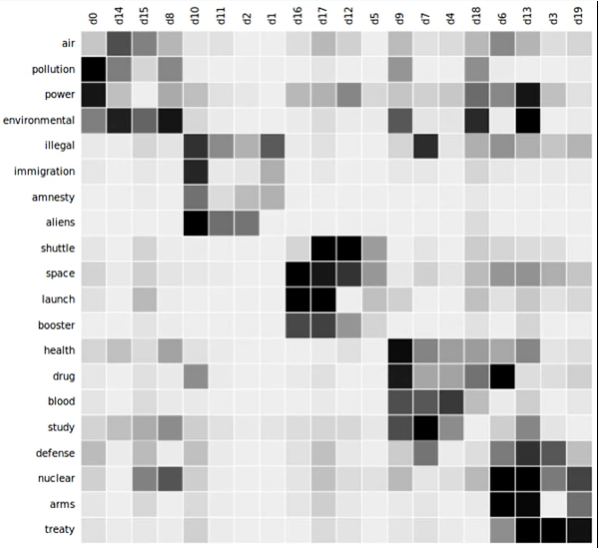 d0 d14 d15 d8 d10 d11 d2 d1 d16 d17 d12 d5 d9 d7 d4 d18 d6 d13 d3 d19
air
pollution
power
environmental
illegal
immigration
amnesty
aliens
shuttle
space
launch
booster
health
drug
blood
study
defense
nuclear
arms
treaty